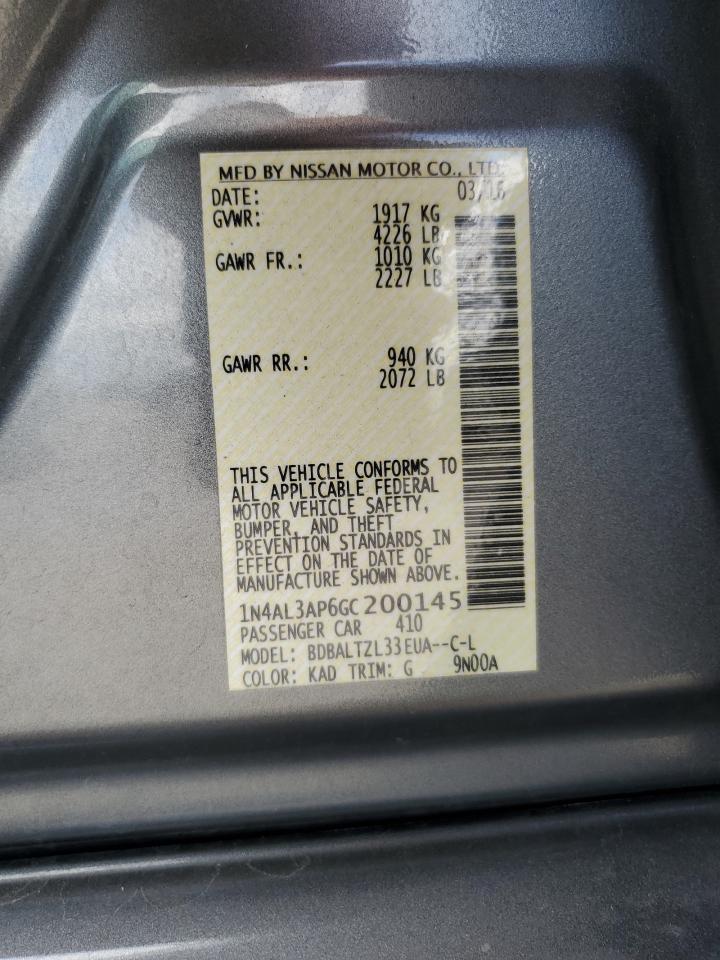 MFD BY NISSAN MOTOR CO., LTD.
DATE: 03/16
GVWR: 1917 KG
4226 LB
GAWR FR.: 1010 KG
2227 LB
GAWR RR.: 940 KG
2072 LB
THIS VEHICLE CONFORMS TO
ALL APPLICABLE FEDERAL
MOTOR VEHICLE SAFETY,
BUMPER, AND THEFT
PREVENTION STANDARDS IN
EFFECT ON THE DATE OF
MANUFACTURE SHOWN ABOVE.
1N4AL3AP6GC200145
PASSENGER CAR 410
MODEL: BDBALTZL33EUA--C-L
COLOR: KAD TRIM: G 9N00A